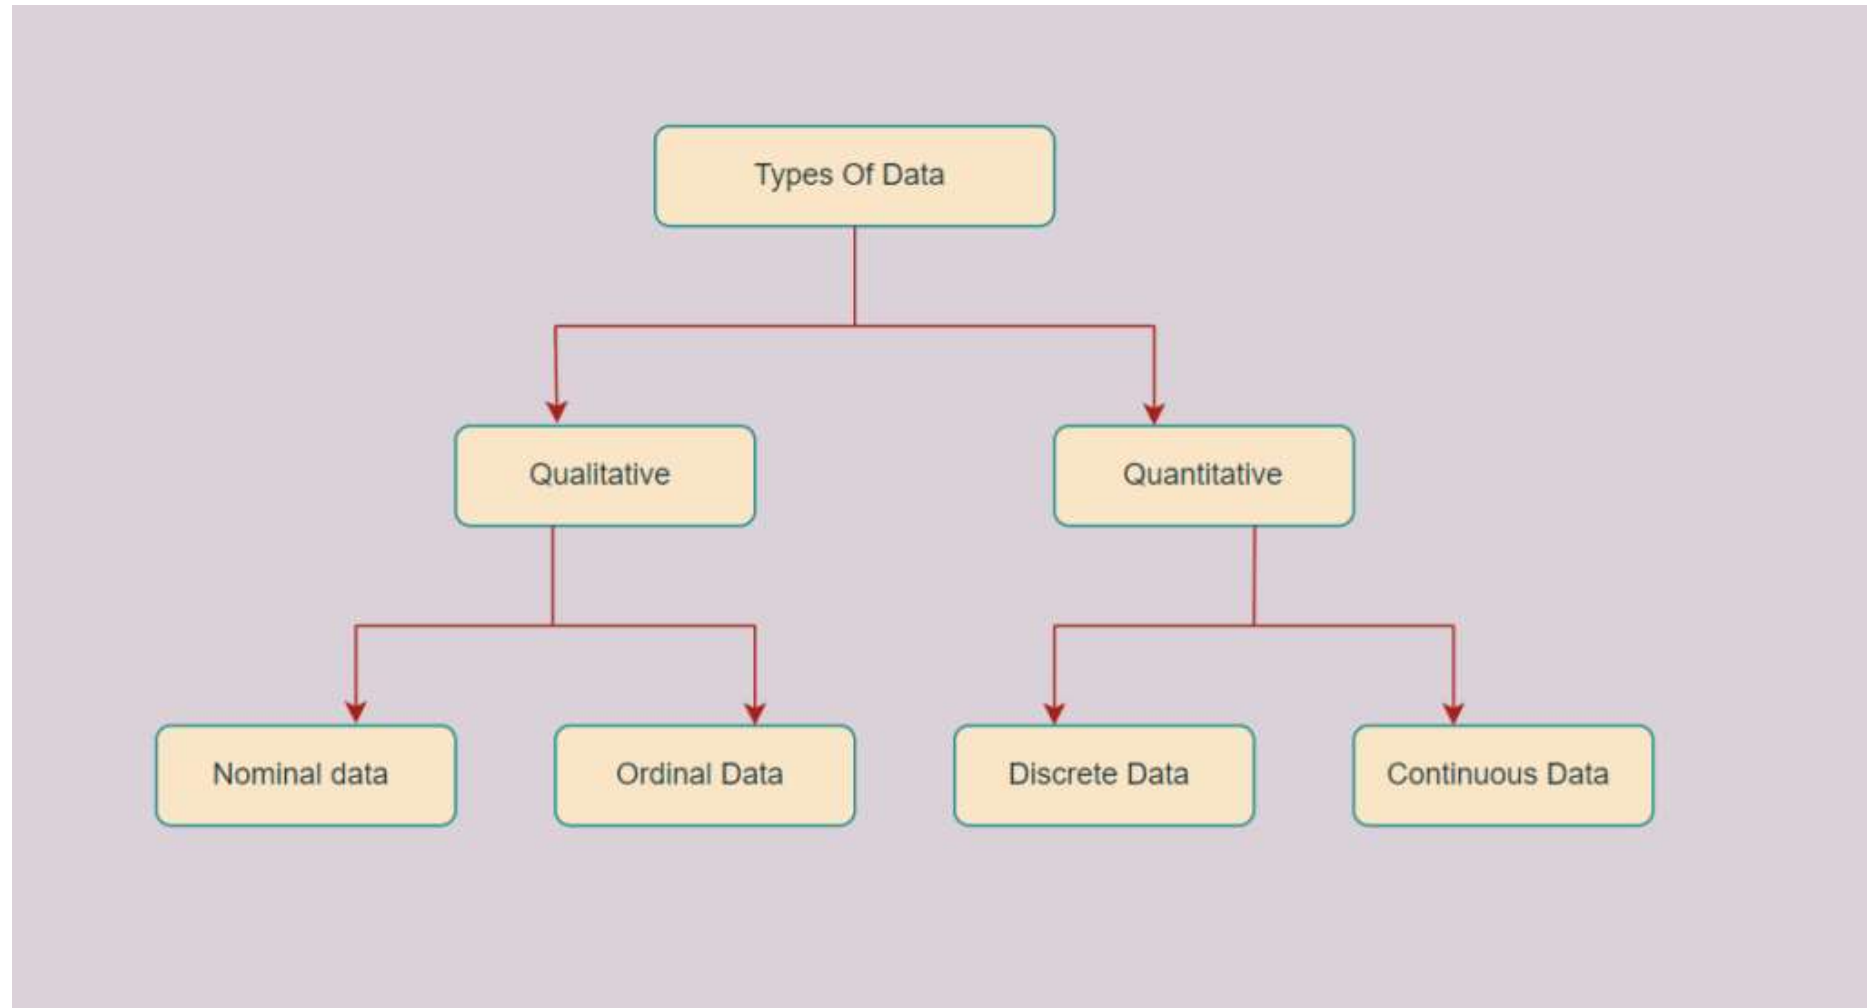 Types Of Data
Qualitative
Quantitative
Nominal data
Ordinal Data
Discrete Data
Continuous Data